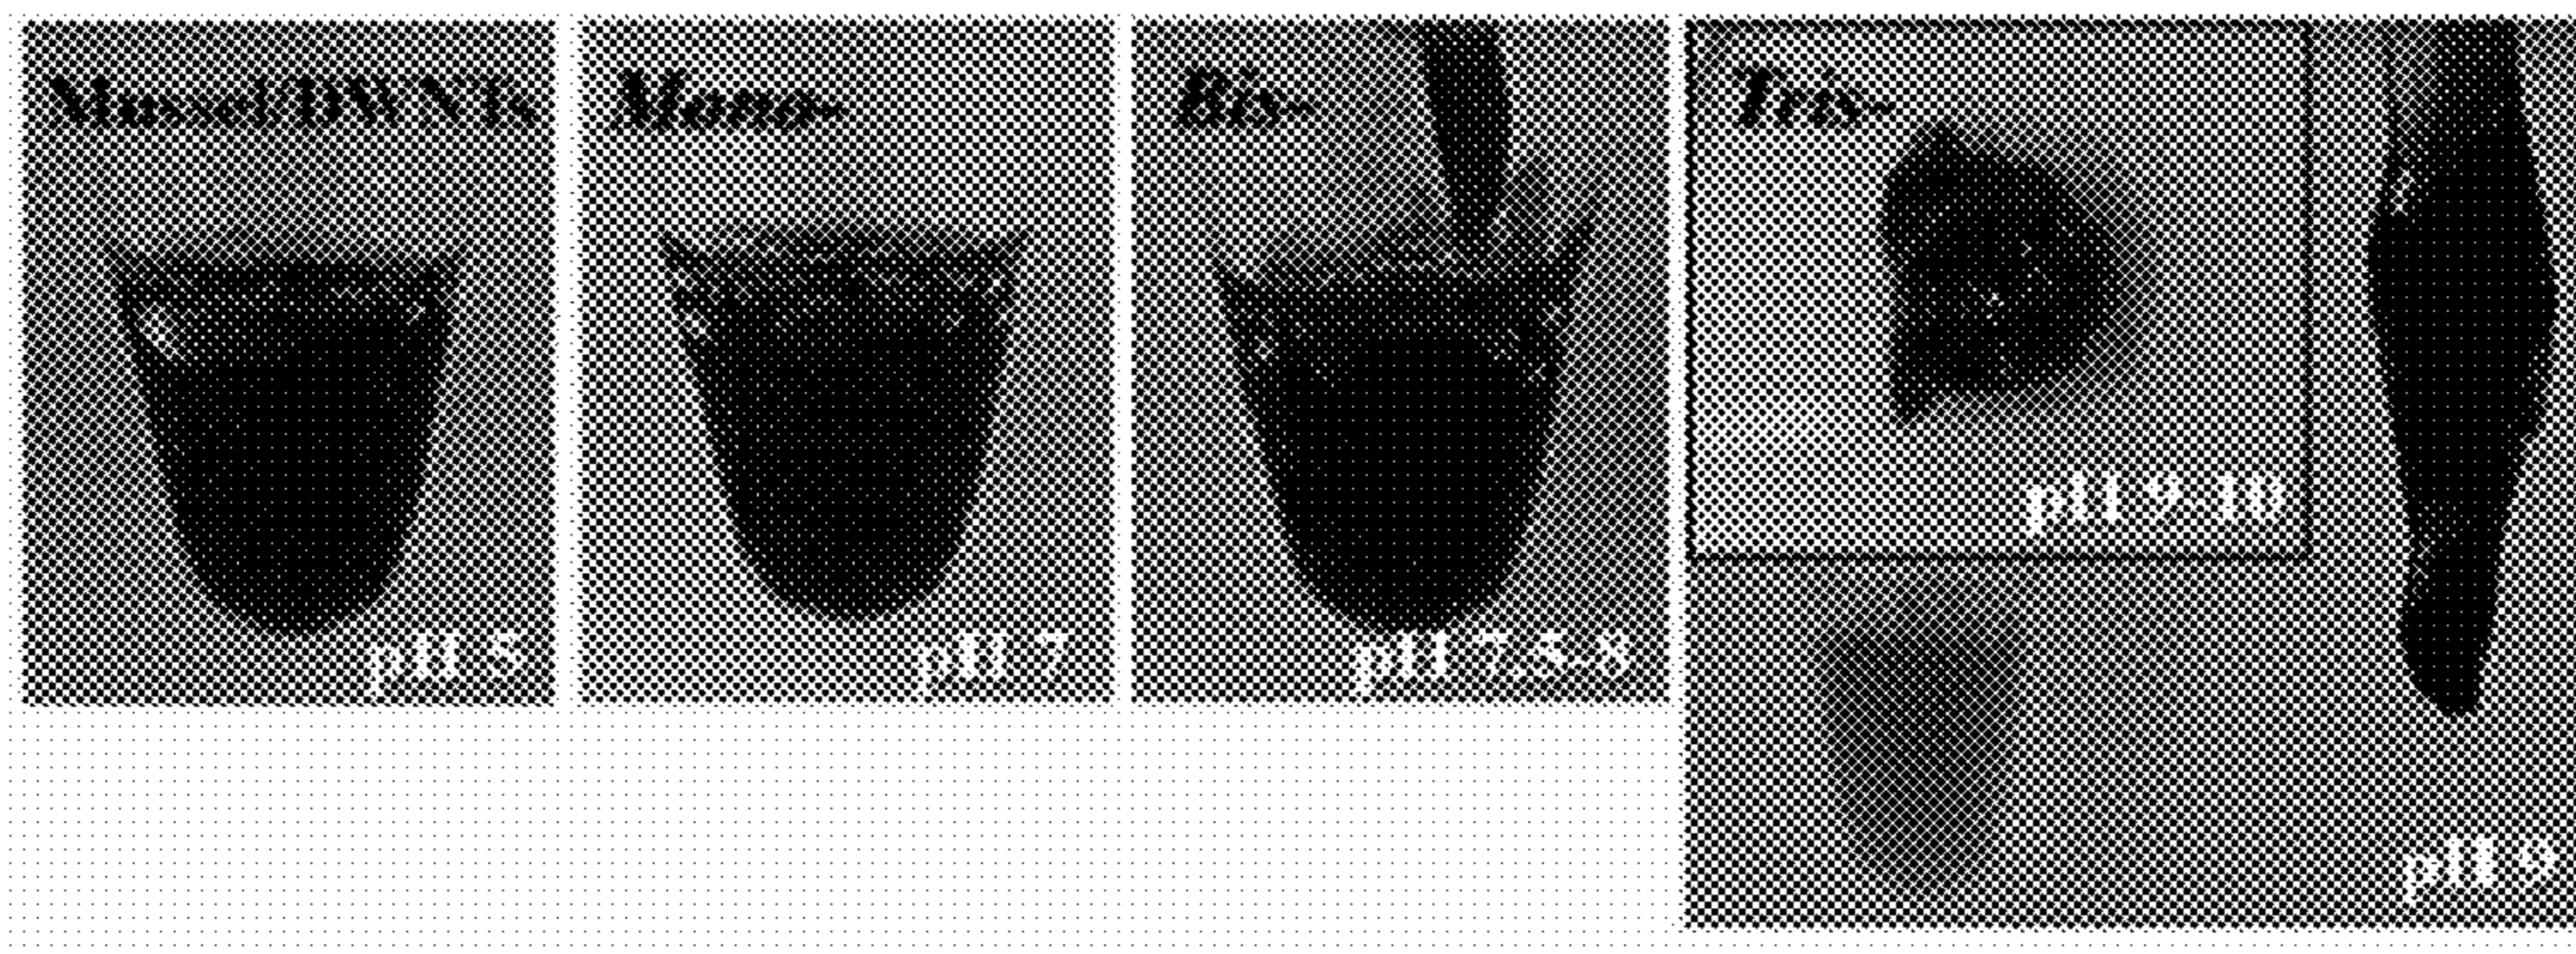 Mussel/DWNTs
pH 8
Mono-
pH 7
Bis-
pH 7.5-8
Tris-
pH 9-10
pH 9